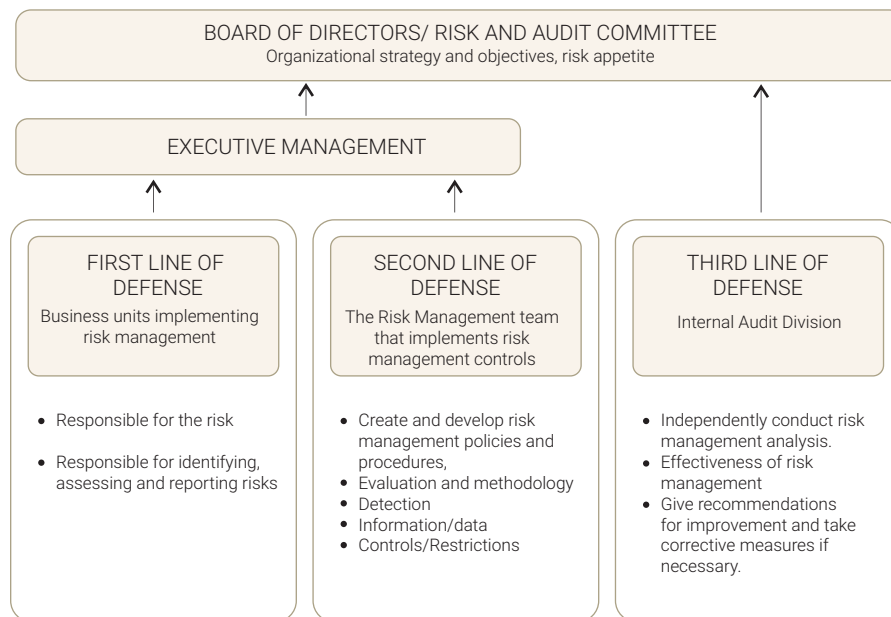 BOARD OF DIRECTORS/ RISK AND AUDIT COMMITTEE
Organizational strategy and objectives, risk appetite
EXECUTIVE MANAGEMENT
FIRST LINE OF
DEFENSE
Business units implementing
risk management
• Responsible for the risk
• Responsible for identifying,
assessing and reporting risks
SECOND LINE OF
DEFENSE
The Risk Management team
that implements risk
management controls
• Create and develop risk
management policies and
procedures,
• Evaluation and methodology
• Detection
• Information/data
• Controls/Restrictions
THIRD LINE OF
DEFENSE
Internal Audit Division
• Independently conduct risk
management analysis.
• Effectiveness of risk
management
• Give recommendations
for improvement and take
corrective measures if
necessary.